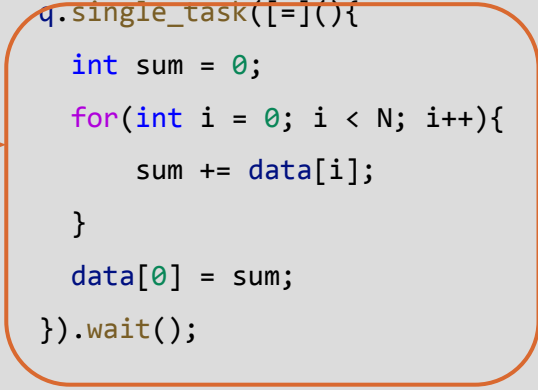 q.single_task([=](){
int sum = 0;
for(int i = 0; i < N; i++){
sum += data[i];
}
data[0] = sum;
}).wait();